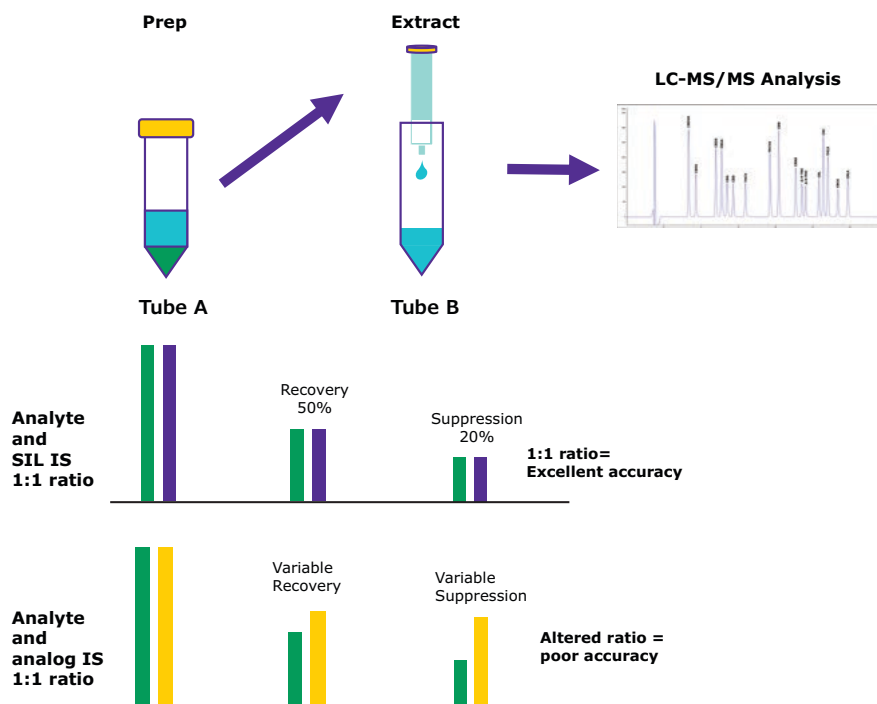 Prep
Extract
LC-MS/MS Analysis
Tube A
Tube B
Analyte
and
SIL IS
1:1 ratio
Recovery
50%
Suppression
20%
1:1 ratio=
Excellent accuracy
Analyte
and
analog IS
1:1 ratio
Variable
Recovery
Variable
Suppression
Altered ratio =
poor accuracy